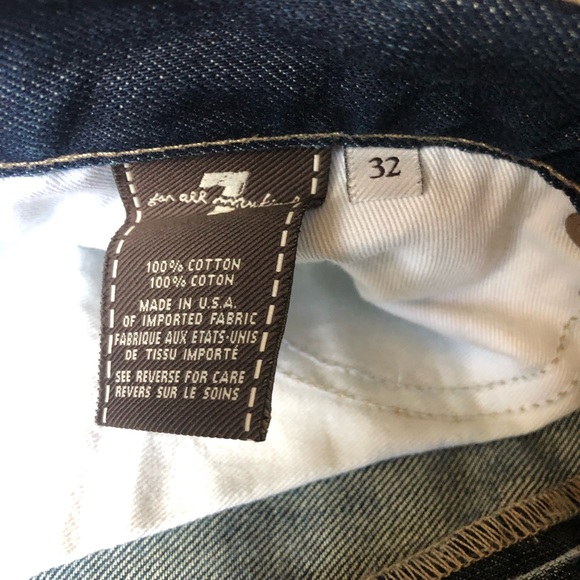 7
for all mankind
32
100% COTTON
100% COTON
MADE IN U.S.A.
OF IMPORTED FABRIC
FABRIQUE AUX ETATS-UNIS
DE TISSU IMPORTÉ
SEE REVERSE FOR CARE
REVERS SUR LE SOINS